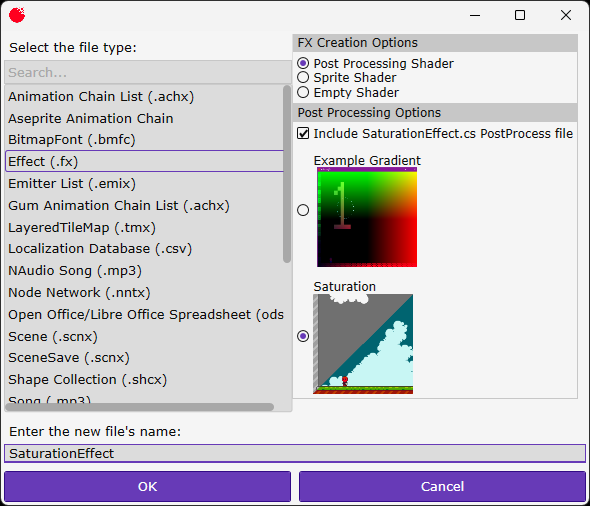 Select the file type:
Search...
Animation Chain List (.achx)
Aseprite Animation Chain
BitmapFont (.bmfc)
Effect (.fx)
Emitter List (.emix)
Gum Animation Chain List (.achx)
LayeredTileMap (.tmx)
Localization Database (.csv)
NAudio Song (.mp3)
Node Network (.nntx)
Open Office/Libre Office Spreadsheet (ods
Scene (.scnx)
SceneSave (.scnx)
Shape Collection (.shcx)
Song (.mp3)
FX Creation Options
Post Processing Shader
Sprite Shader
Empty Shader
Post Processing Options
Include SaturationEffect.cs PostProcess file
Example Gradient
Saturation
Enter the new file's name:
SaturationEffect
OK
Cancel